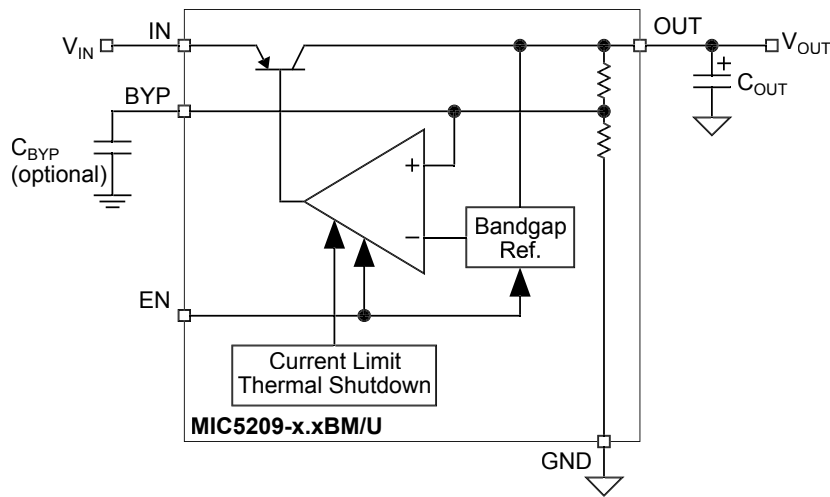 IN
OUT
V_IN
V_OUT
+
C_OUT
BYP
C_BYP
(optional)
+
−
Bandgap
Ref.
EN
Current Limit
Thermal Shutdown
MIC5209-x.xBM/U
GND